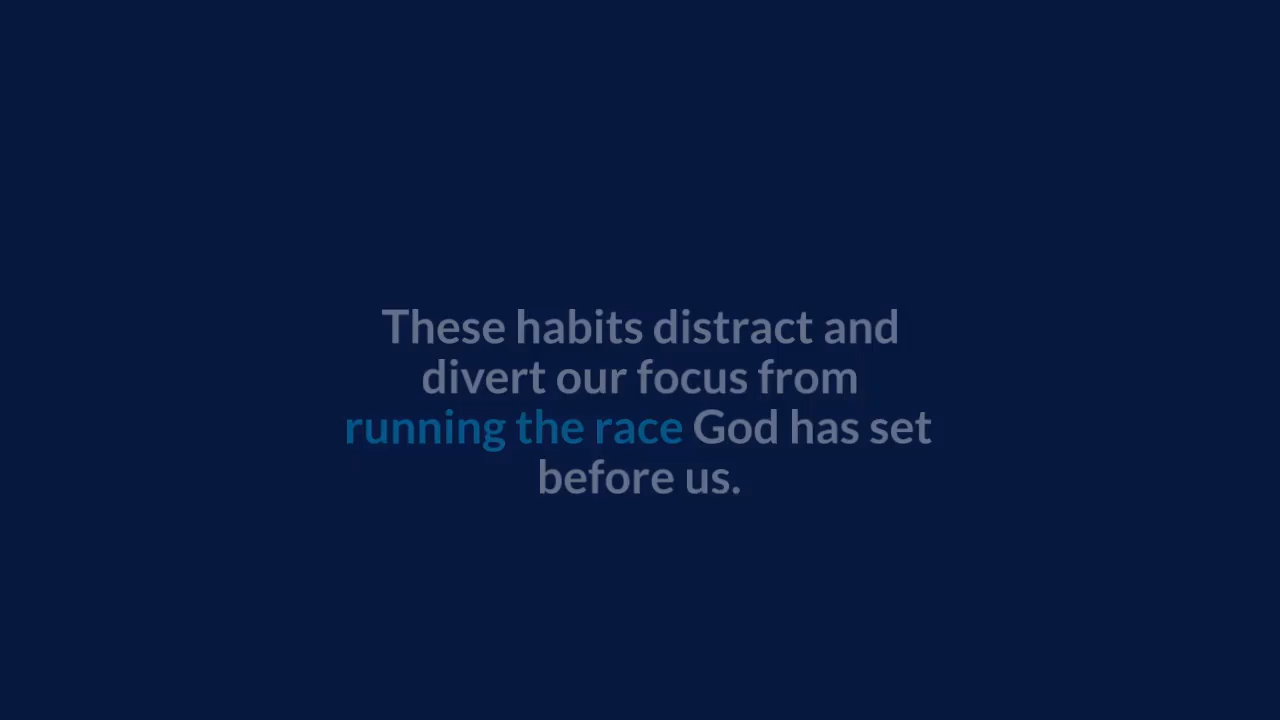 These habits distract and
divert our focus from
running the race God has set
before us.